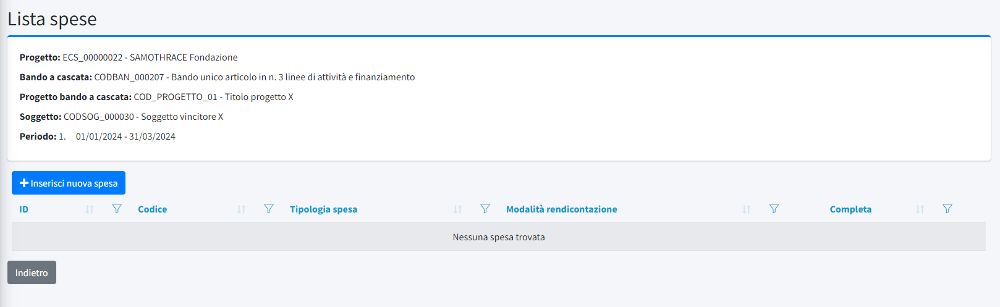 Lista spese
Progetto: ECS_00000022 - SAMOTHRACE Fondazione
Bando a cascata: CODBAN_000207 - Bando unico articolo in n. 3 linee di attività e finanziamento
Progetto bando a cascata: COD_PROGETTO_01 - Titolo progetto X
Soggetto: CODSOG_000030 - Soggetto vincitore X
Periodo: 1. 01/01/2024 - 31/03/2024
Inserisci nuova spesa
ID Codice Tipologia spesa Modalità rendicontazione Completa
Nessuna spesa trovata
Indietro